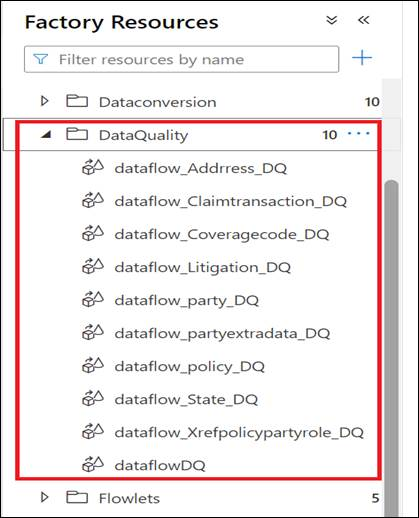 Factory Resources
Filter resources by name
Dataconversion 10
DataQuality 10
dataflow_Addrress_DQ
dataflow_Claimtransaction_DQ
dataflow_Coveragecode_DQ
dataflow_Litigation_DQ
dataflow_party_DQ
dataflow_partyextradata_DQ
dataflow_policy_DQ
dataflow_State_DQ
dataflow_Xrefpolicypartyrole_DQ
dataflowDQ
Flowlets 5